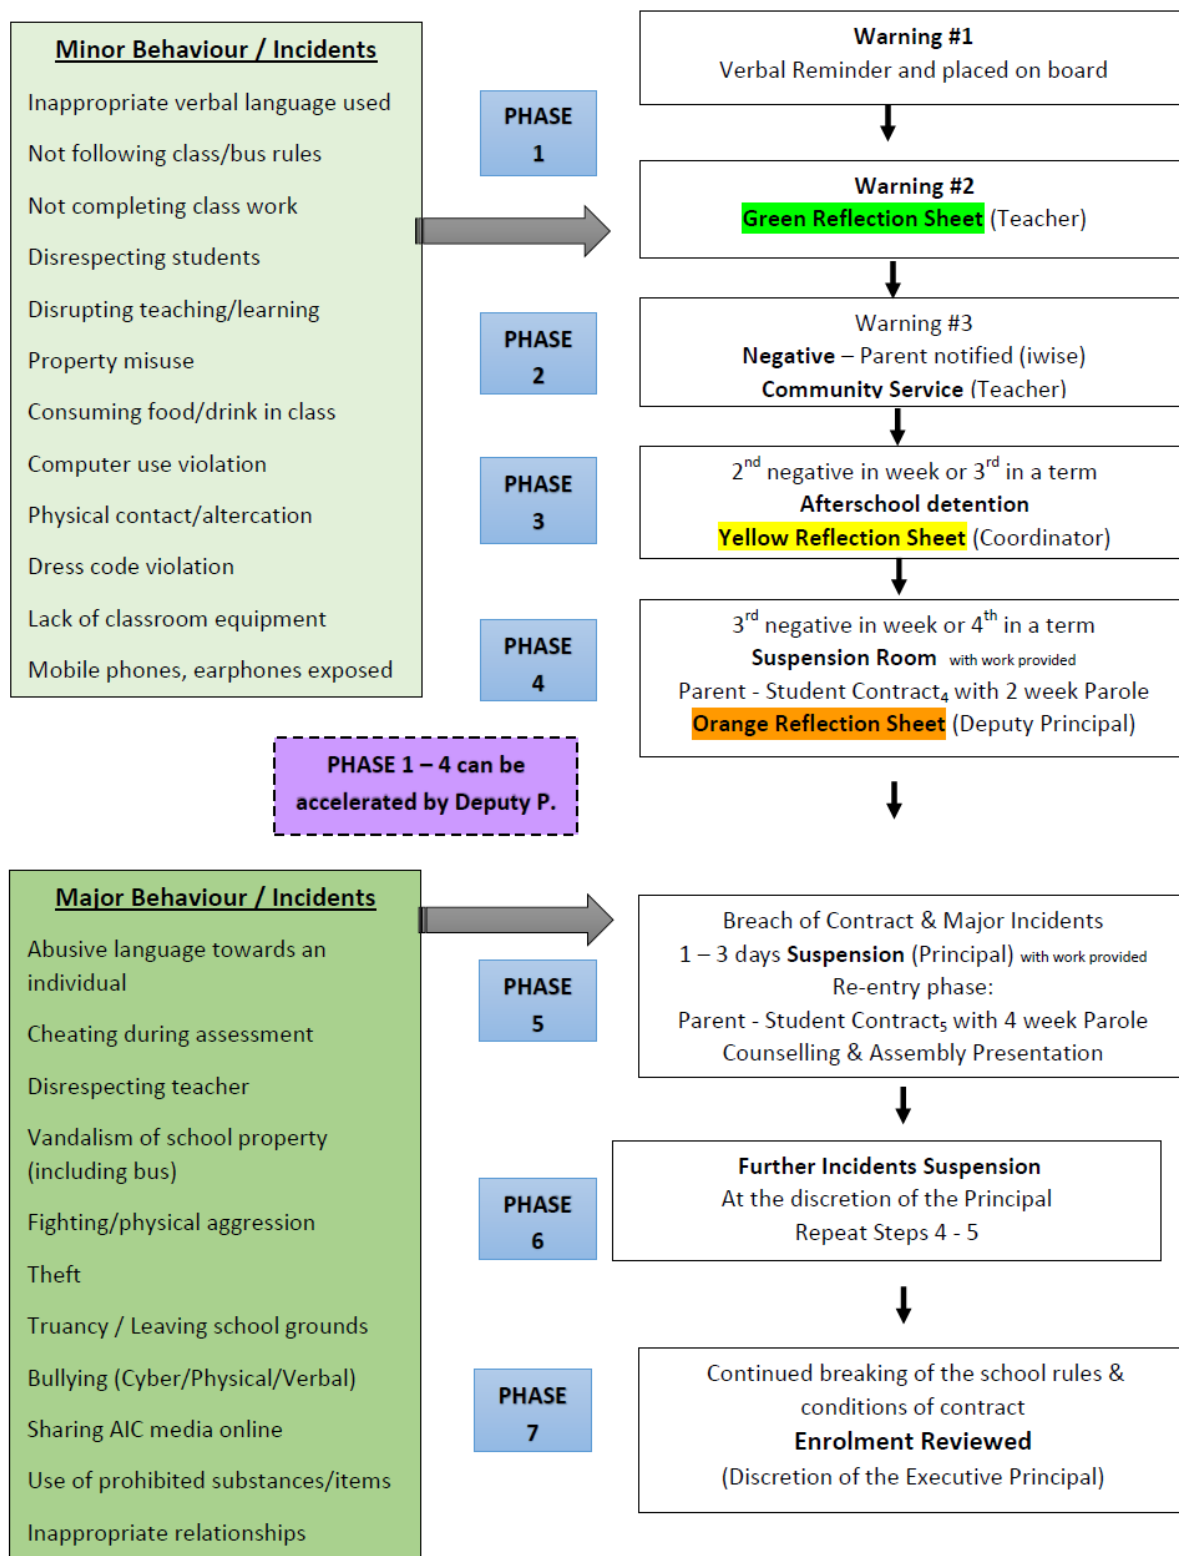 Minor Behaviour / Incidents
Inappropriate verbal language used
Not following class/bus rules
Not completing class work
Disrespecting students
Disrupting teaching/learning
Property misuse
Consuming food/drink in class
Computer use violation
Physical contact/altercation
Dress code violation
Lack of classroom equipment
Mobile phones, earphones exposed
PHASE
1
Warning #1
Verbal Reminder and placed on board
Warning #2
Green Reflection Sheet (Teacher)
PHASE
2
Warning #3
Negative – Parent notified (iwise)
Community Service (Teacher)
PHASE
3
2nd negative in week or 3rd in a term
Afterschool detention
Yellow Reflection Sheet (Coordinator)
PHASE
4
3rd negative in week or 4th in a term
Suspension Room with work provided
Parent - Student Contract4 with 2 week Parole
Orange Reflection Sheet (Deputy Principal)
PHASE 1 – 4 can be
accelerated by Deputy P.
Major Behaviour / Incidents
Abusive language towards an
individual
Cheating during assessment
Disrespecting teacher
Vandalism of school property
(including bus)
Fighting/physical aggression
Theft
Truancy / Leaving school grounds
Bullying (Cyber/Physical/Verbal)
Sharing AIC media online
Use of prohibited substances/items
Inappropriate relationships
PHASE
5
Breach of Contract & Major Incidents
1 – 3 days Suspension (Principal) with work provided
Re-entry phase:
Parent - Student Contract5 with 4 week Parole
Counselling & Assembly Presentation
PHASE
6
Further Incidents Suspension
At the discretion of the Principal
Repeat Steps 4 - 5
PHASE
7
Continued breaking of the school rules &
conditions of contract
Enrolment Reviewed
(Discretion of the Executive Principal)